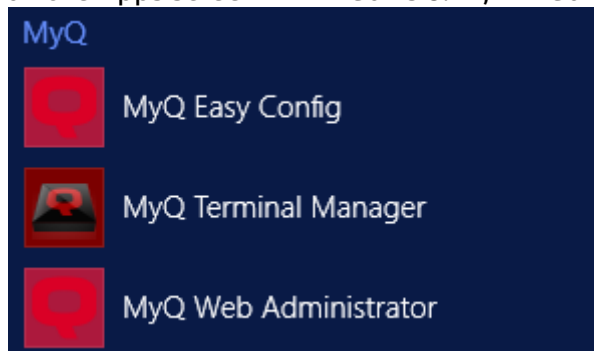 MyQ
MyQ Easy Config
MyQ Terminal Manager
MyQ Web Administrator